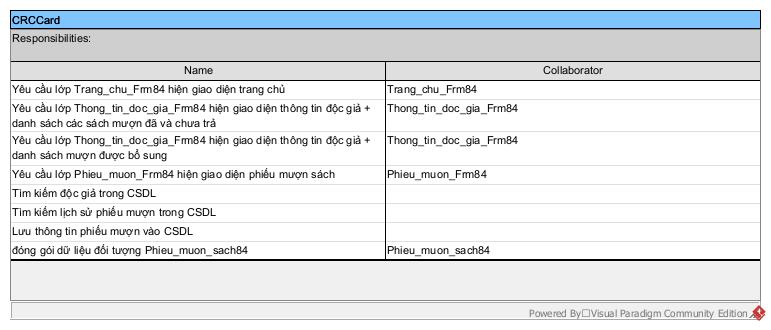 CRCCard
Responsibilities:
Name Collaborator
Yêu cầu lớp Trang_chu_Frm84 hiện giao diện trang chủ Trang_chu_Frm84
Yêu cầu lớp Thong_tin_doc_gia_Frm84 hiện giao diện thông tin độc giả + Thong_tin_doc_gia_Frm84
danh sách các sách mượn đã và chưa trả
Yêu cầu lớp Thong_tin_doc_gia_Frm84 hiện giao diện thông tin độc giả + Thong_tin_doc_gia_Frm84
danh sách mượn được bổ sung
Yêu cầu lớp Phieu_muon_Frm84 hiện giao diện phiếu mượn sách Phieu_muon_Frm84
Tìm kiếm độc giả trong CSDL
Tìm kiếm lịch sử phiếu mượn trong CSDL
Lưu thông tin phiếu mượn vào CSDL
đóng gói dữ liệu đối tượng Phieu_muon_sach84 Phieu_muon_sach84
Powered By□Visual Paradigm Community Edition